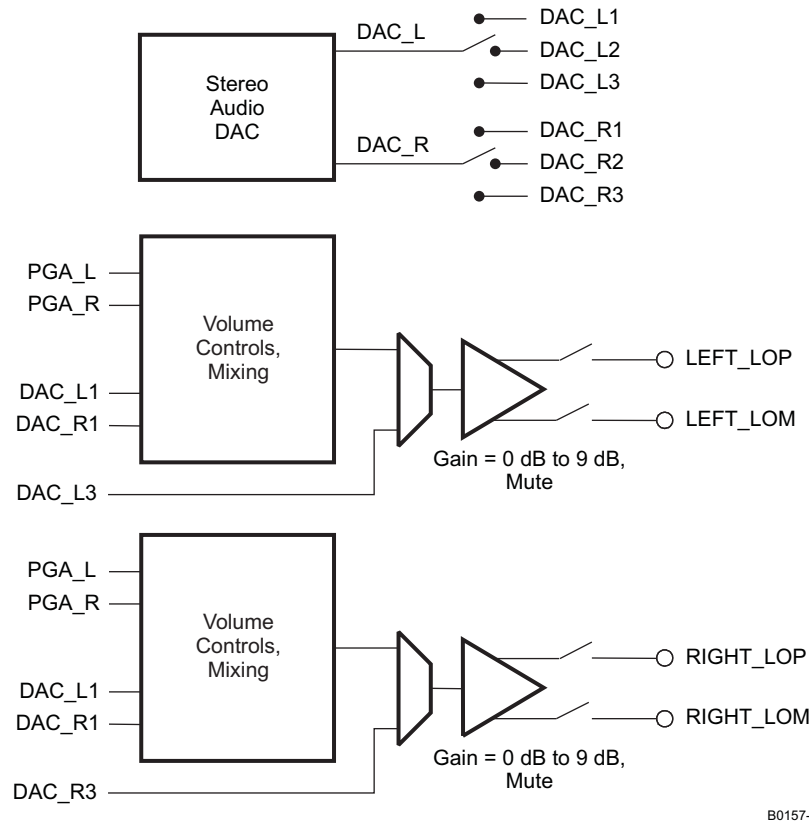 DAC_L1
DAC_L
DAC_L2
DAC_L3
Stereo
Audio
DAC
DAC_R1
DAC_R
DAC_R2
DAC_R3
PGA_L
PGA_R
Volume
Controls,
Mixing
DAC_L1
DAC_R1
LEFT_LOP
LEFT_LOM
Gain = 0 dB to 9 dB,
Mute
DAC_L3
PGA_L
PGA_R
Volume
Controls,
Mixing
DAC_L1
DAC_R1
RIGHT_LOP
RIGHT_LOM
Gain = 0 dB to 9 dB,
Mute
DAC_R3
B0157-